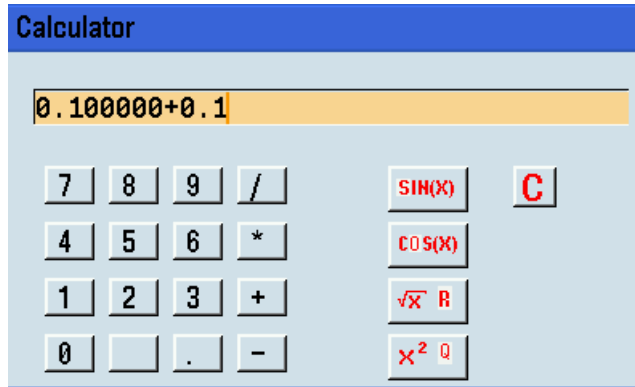 Calculator
0.100000+0.1
7 8 9 / SIN(X) C
4 5 6 * COS(X)
1 2 3 + √x R
0 . - x² Q